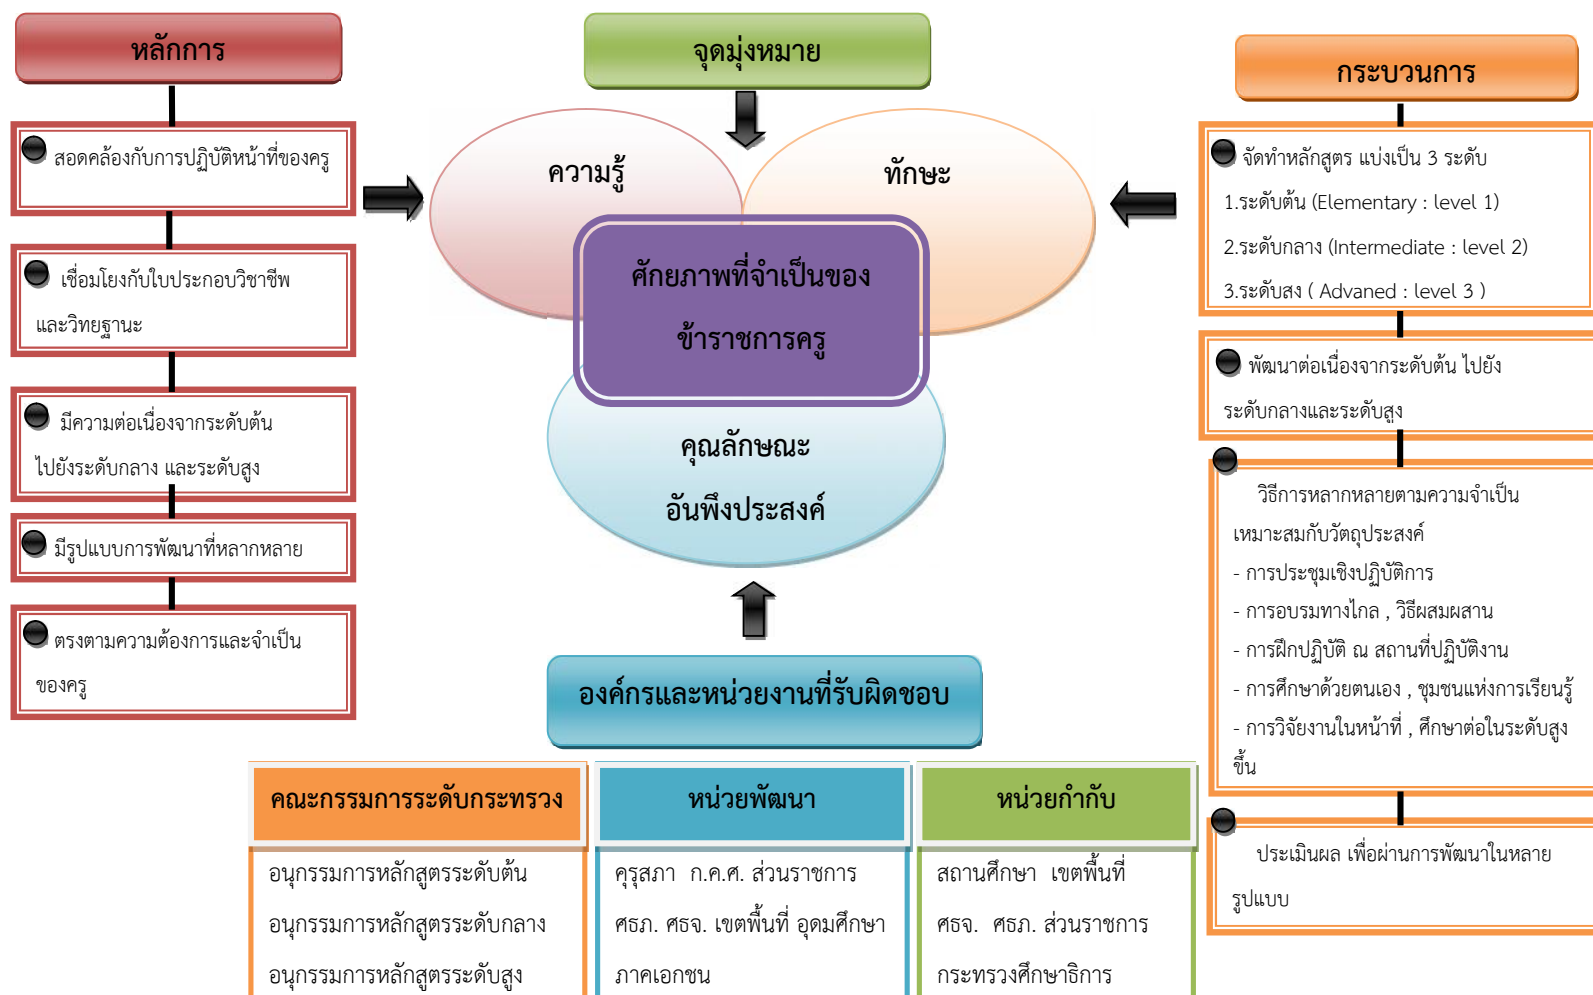 หลักการ
สอดคล้องกับการปฏิบัติหน้าที่ของครู
เชื่อมโยงกับใบประกอบวิชาชีพ
และวิทยฐานะ
มีความต่อเนื่องจากระดับต้น
ไปยังระดับกลาง และระดับสูง
มีรูปแบบการพัฒนาที่หลากหลาย
ตรงตามความต้องการและจำเป็น
ของครู
จุดมุ่งหมาย
ความรู้
ทักษะ
ศักยภาพที่จำเป็นของ
ข้าราชการครู
คุณลักษณะ
อันพึงประสงค์
กระบวนการ
จัดทำหลักสูตร แบ่งเป็น 3 ระดับ
1.ระดับต้น (Elementary : level 1)
2.ระดับกลาง (Intermediate : level 2)
3.ระดับสง ( Advaned : level 3 )
พัฒนาต่อเนื่องจากระดับต้น ไปยัง
ระดับกลางและระดับสูง
วิธีการหลากหลายตามความจำเป็น
เหมาะสมกับวัตถุประสงค์
- การประชุมเชิงปฏิบัติการ
- การอบรมทางไกล , วิธีผสมผสาน
- การฝึกปฏิบัติ ณ สถานที่ปฏิบัติงาน
- การศึกษาด้วยตนเอง , ชุมชนแห่งการเรียนรู้
- การวิจัยงานในหน้าที่ , ศึกษาต่อในระดับสูง
ขึ้น
ประเมินผล เพื่อผ่านการพัฒนาในหลาย
รูปแบบ
องค์กรและหน่วยงานที่รับผิดชอบ
คณะกรรมการระดับกระทรวง
อนุกรรมการหลักสูตรระดับต้น
อนุกรรมการหลักสูตรระดับกลาง
อนุกรรมการหลักสูตรระดับสูง
หน่วยพัฒนา
คุรุสภา ก.ค.ศ. ส่วนราชการ
ศธภ. ศธจ. เขตพื้นที่ อุดมศึกษา
ภาคเอกชน
หน่วยกำกับ
สถานศึกษา เขตพื้นที่
ศธจ. ศธภ. ส่วนราชการ
กระทรวงศึกษาธิการ